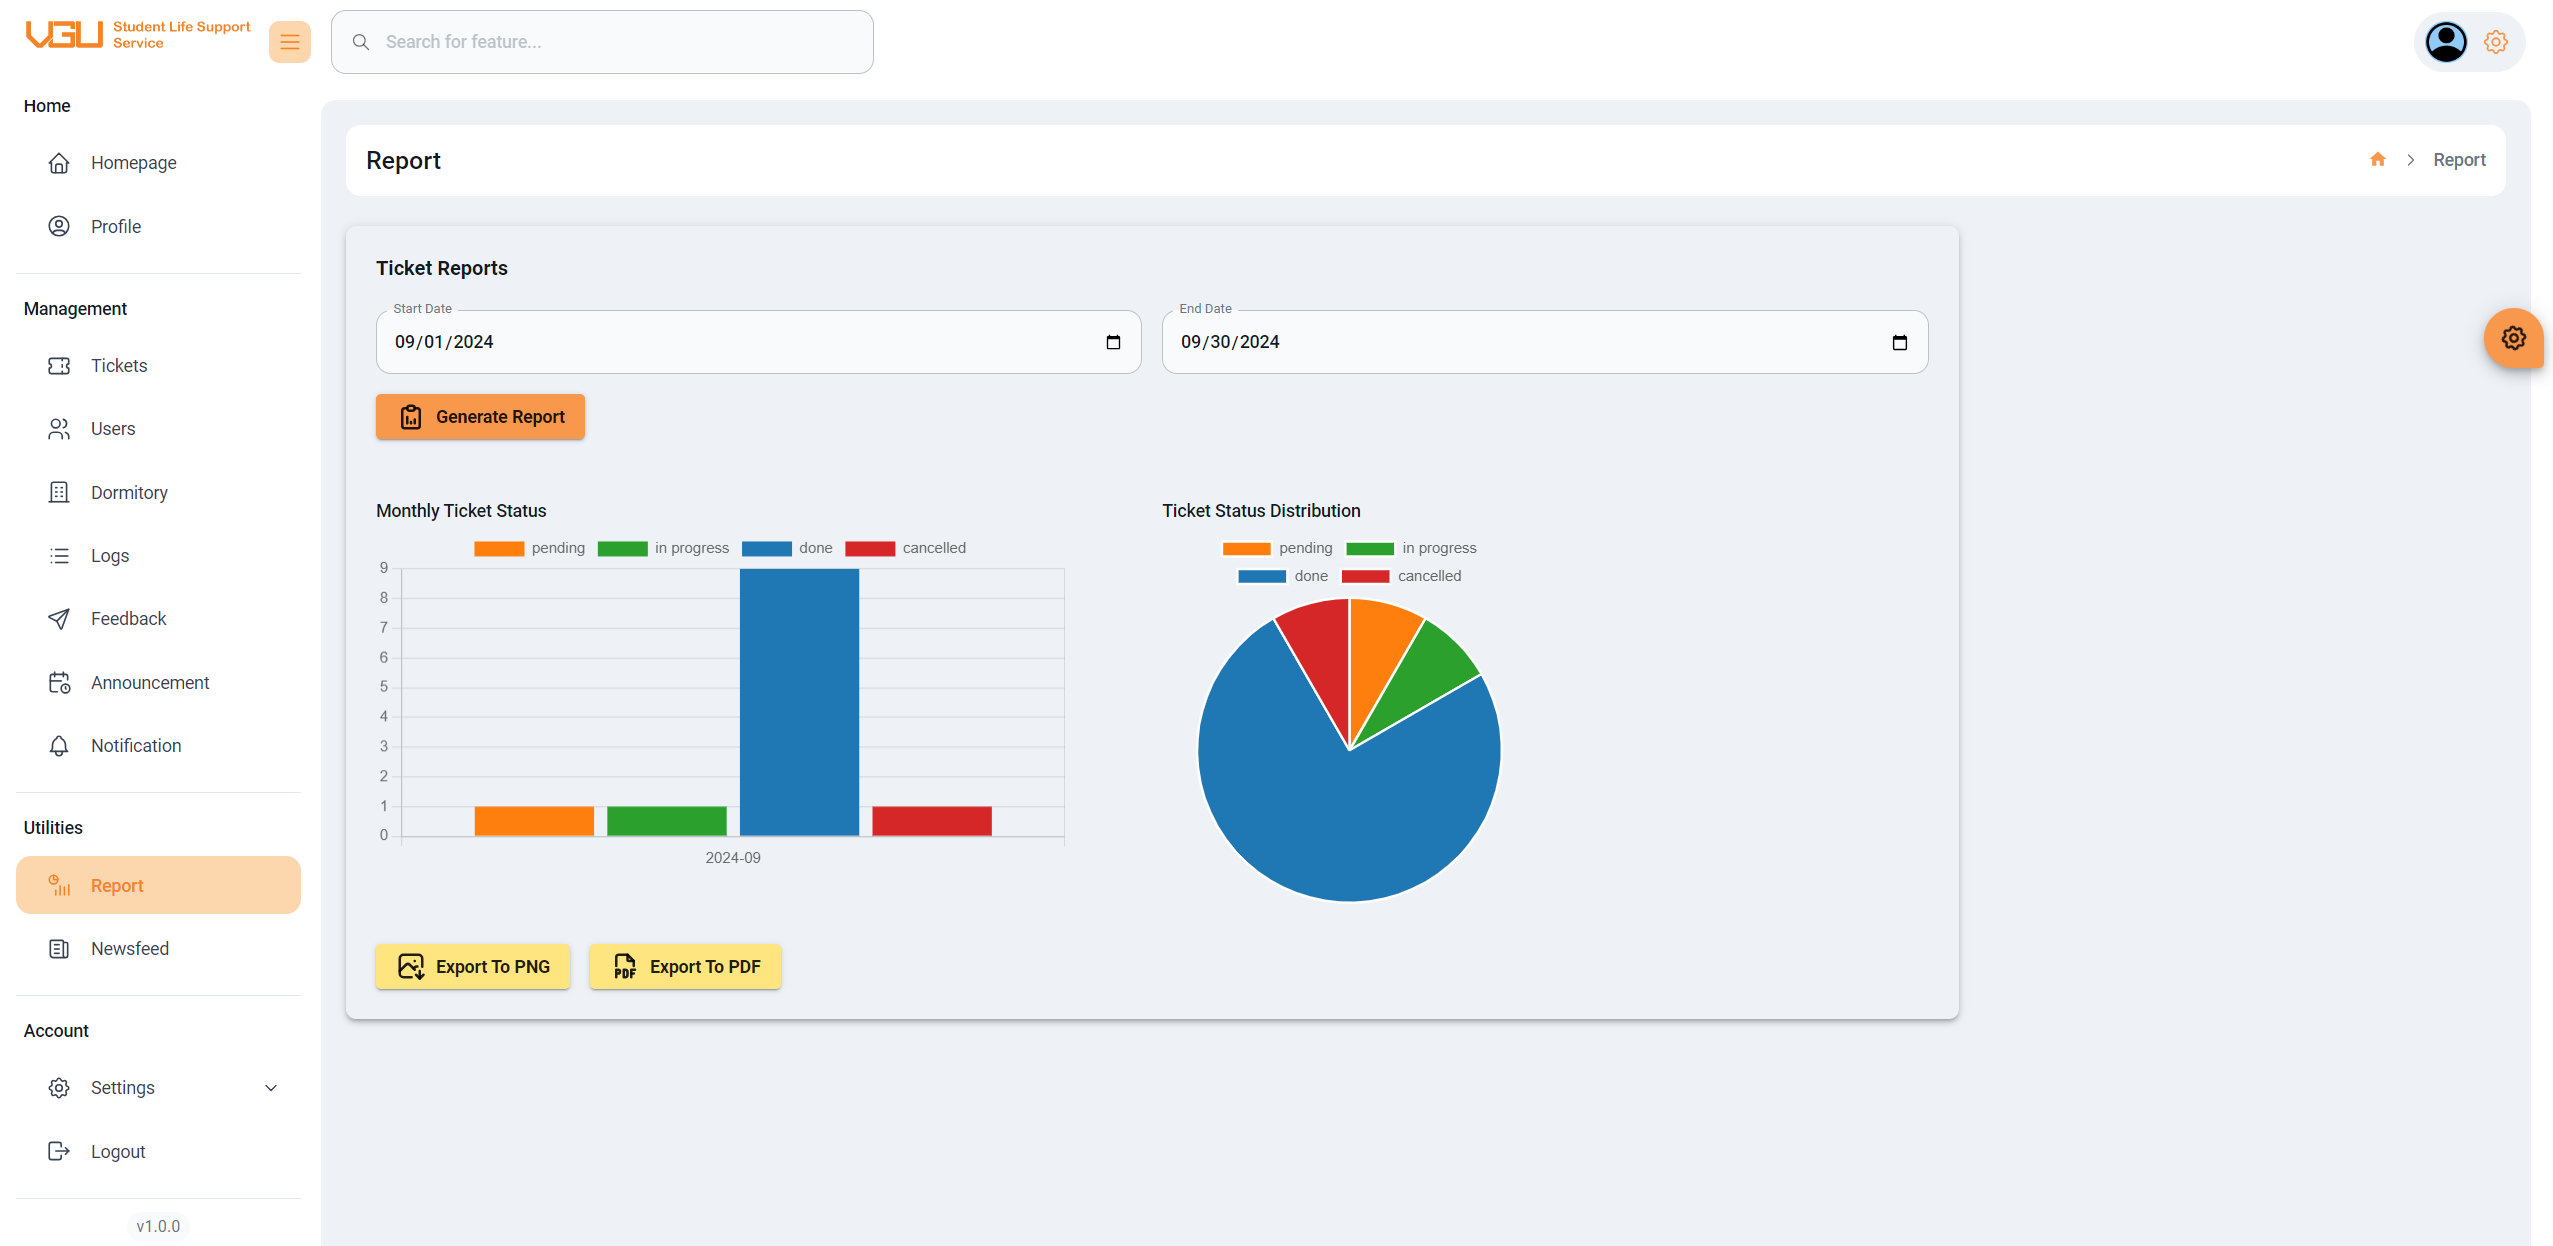 VGU Student Life Support
Service
Search for feature...
Home
Homepage
Profile
Management
Tickets
Users
Dormitory
Logs
Feedback
Announcement
Notification
Utilities
Report
Newsfeed
Account
Settings
Logout
v1.0.0
Report
Report
Ticket Reports
Start Date
09/01/2024
End Date
09/30/2024
Generate Report
Monthly Ticket Status
pending in progress done cancelled
9
8
7
6
5
4
3
2
1
0
2024-09
Ticket Status Distribution
pending in progress
done cancelled
Export To PNG
PDF Export To PDF